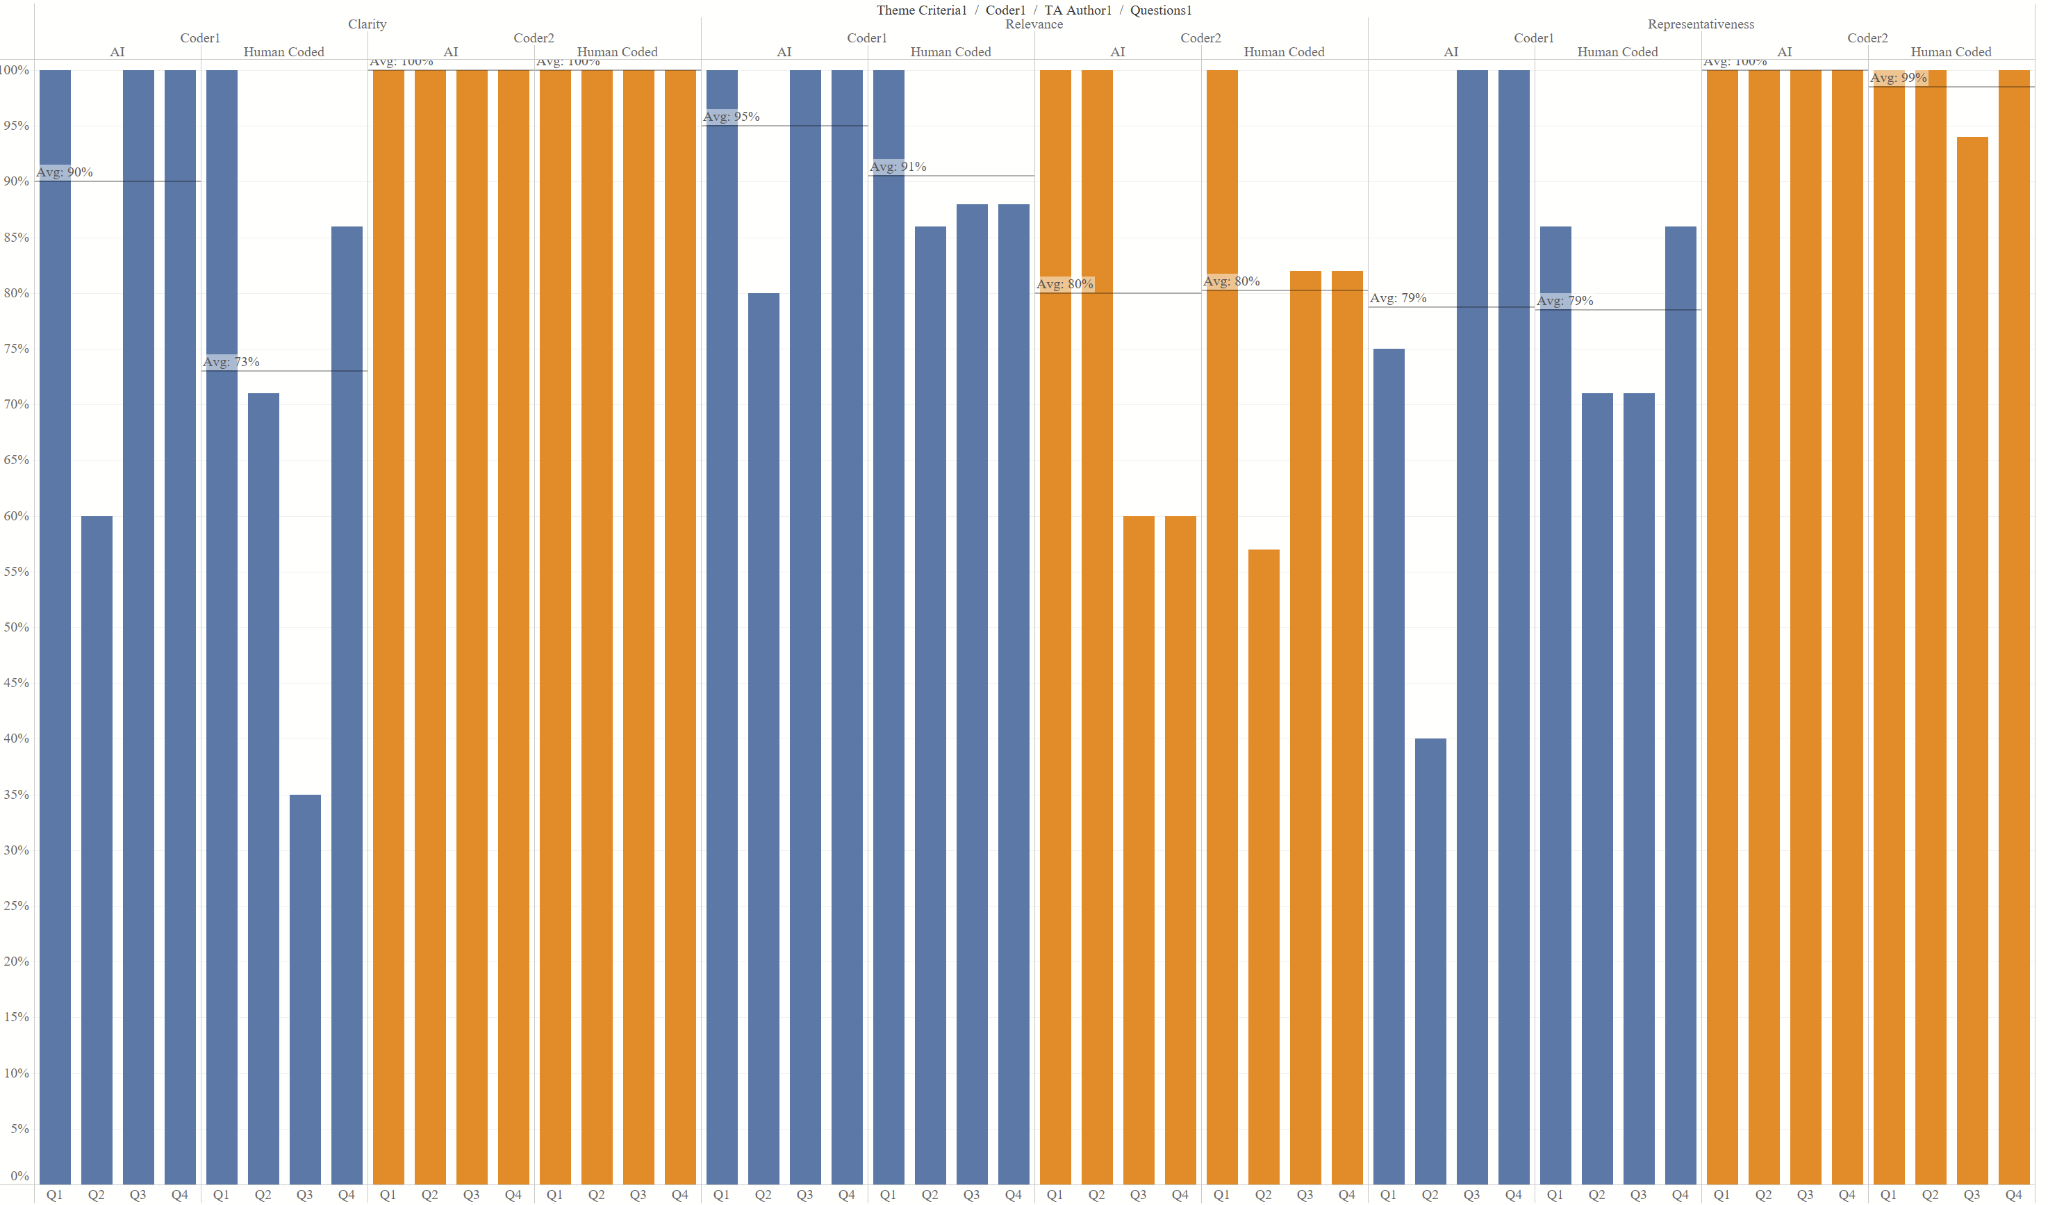 Theme Criteria1 / Coder1 / TA Author1 / Questions1
Clarity Relevance Representativeness
Coder1 Coder2 Coder1 Coder2 Coder1 Coder2
AI Human Coded AI Human Coded AI Human Coded AI Human Coded AI Human Coded AI Human Coded
Avg: 100% Avg: 100% Avg: 100%
100%
Avg: 99%
95%
Avg: 95%
Avg: 91%
90%
Avg: 90%
85%
Avg: 80% Avg: 80%
80%
Avg: 79% Avg: 79%
75%
Avg: 73%
70%
65%
60%
55%
50%
45%
40%
35%
30%
25%
20%
15%
10%
5%
0%
Q1 Q2 Q3 Q4 Q1 Q2 Q3 Q4 Q1 Q2 Q3 Q4 Q1 Q2 Q3 Q4 Q1 Q2 Q3 Q4 Q1 Q2 Q3 Q4 Q1 Q2 Q3 Q4 Q1 Q2 Q3 Q4 Q1 Q2 Q3 Q4 Q1 Q2 Q3 Q4 Q1 Q2 Q3 Q4 Q1 Q2 Q3 Q4